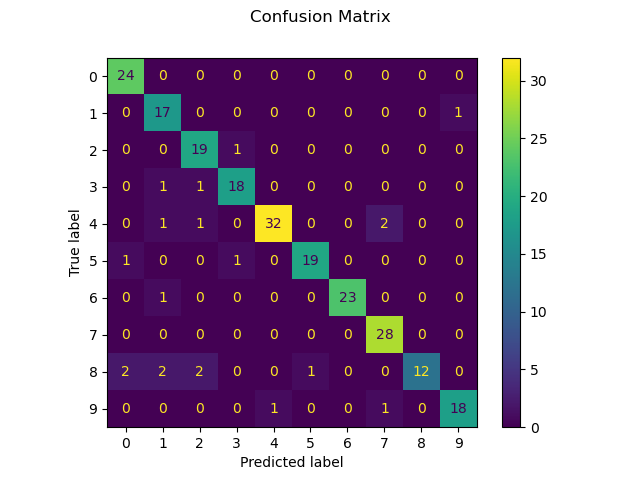 Confusion Matrix
0 24 0 0 0 0 0 0 0 0 0
1 0 17 0 0 0 0 0 0 0 1
2 0 0 19 1 0 0 0 0 0 0
3 0 1 1 18 0 0 0 0 0 0
4 0 1 1 0 32 0 0 2 0 0
5 1 0 0 1 0 19 0 0 0 0
6 0 1 0 0 0 0 23 0 0 0
7 0 0 0 0 0 0 0 28 0 0
8 2 2 2 0 0 1 0 0 12 0
9 0 0 0 0 1 0 0 1 0 18
0 1 2 3 4 5 6 7 8 9
Predicted label
True label
30
25
20
15
10
5
0